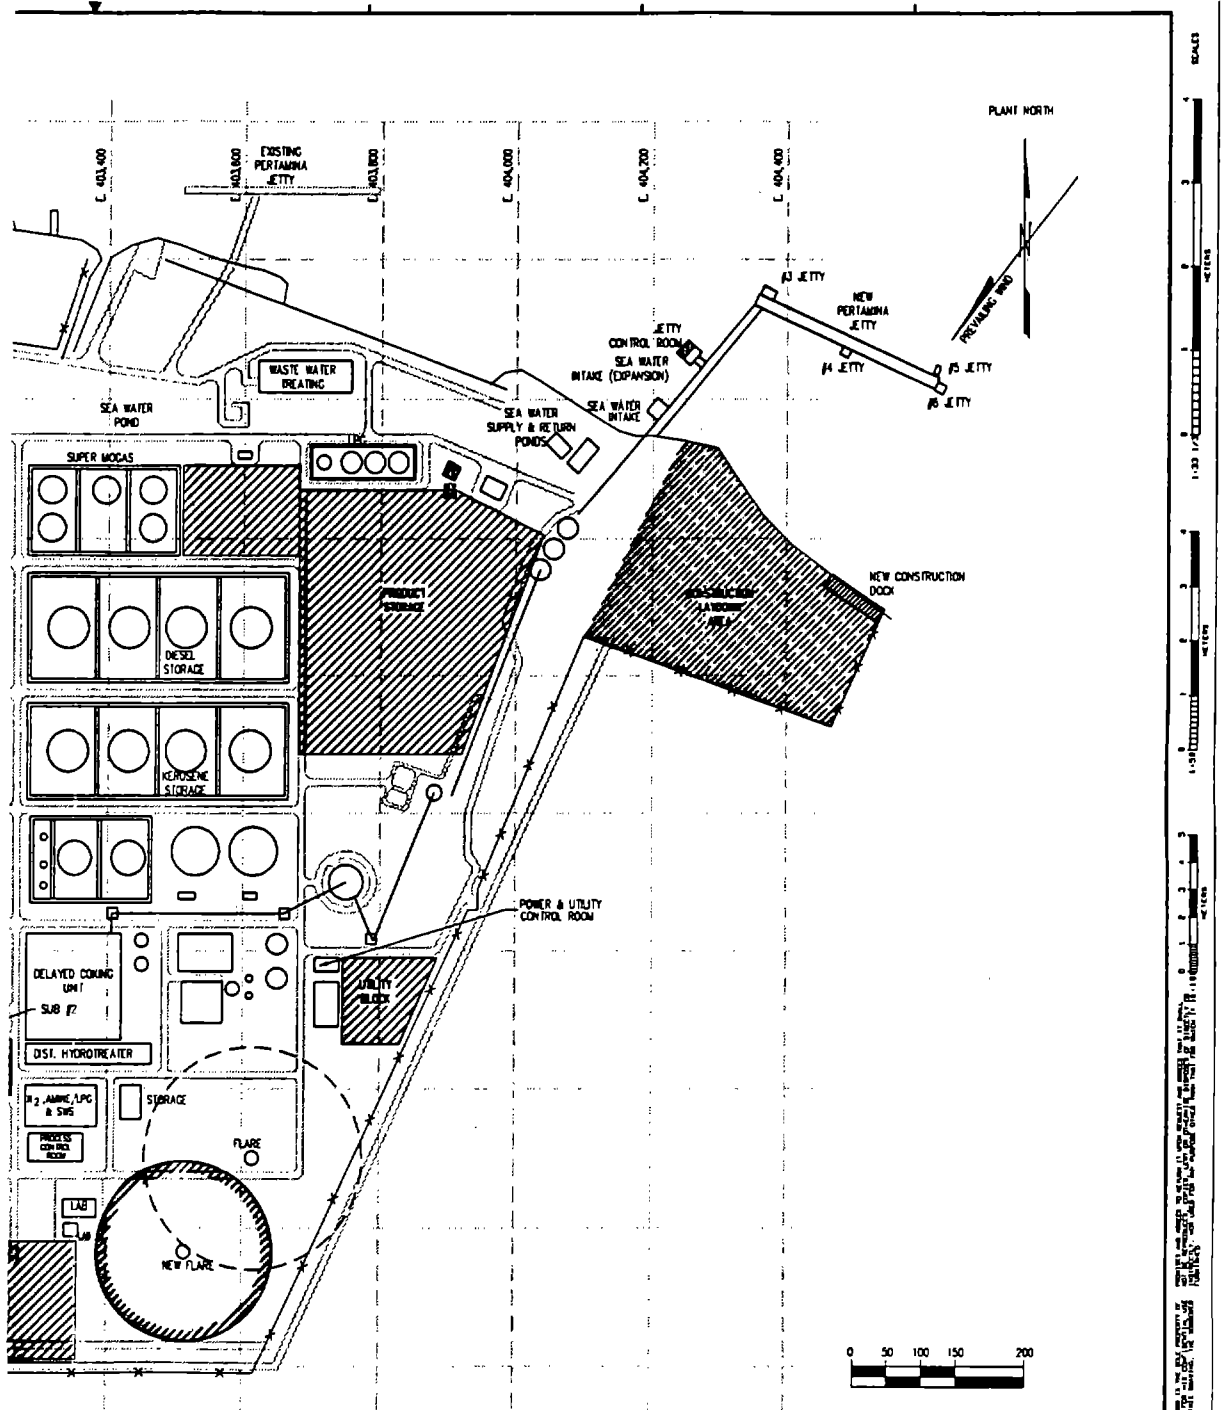 SCALES
PLANT NORTH
E 403,400
E 403,600
E 403,800
E 404,000
E 404,200
E 404,400
EXISTING
PERTAMINA
JETTY
N
PREVAILING WIND
#3 JETTY
NEW
PERTAMINA
JETTY
#4 JETTY
#5 JETTY
#6 JETTY
JETTY
CONTROL ROOM
SEA WATER
INTAKE (EXPANSION)
SEA WATER
INTAKE
SEA WATER
SUPPLY & RETURN
PONDS
WASTE WATER
TREATING
SEA WATER
POND
SUPER MOGAS
PRODUCT
STORAGE
CONSTRUCTION
LAYDOWN
AREA
NEW CONSTRUCTION
DOCK
DIESEL
STORAGE
KEROSENE
STORAGE
POWER & UTILITY
CONTROL ROOM
UTILITY
BLOCK
DELAYED COKING
UNIT
SUB #2
DIST. HYDROTREATER
H2, AMINE/LPG
& SWS
STORAGE
PROCESS
CONTROL
ROOM
FLARE
LAB
LAB
NEW FLARE
0 50 100 150 200
METERS
METERS
METERS